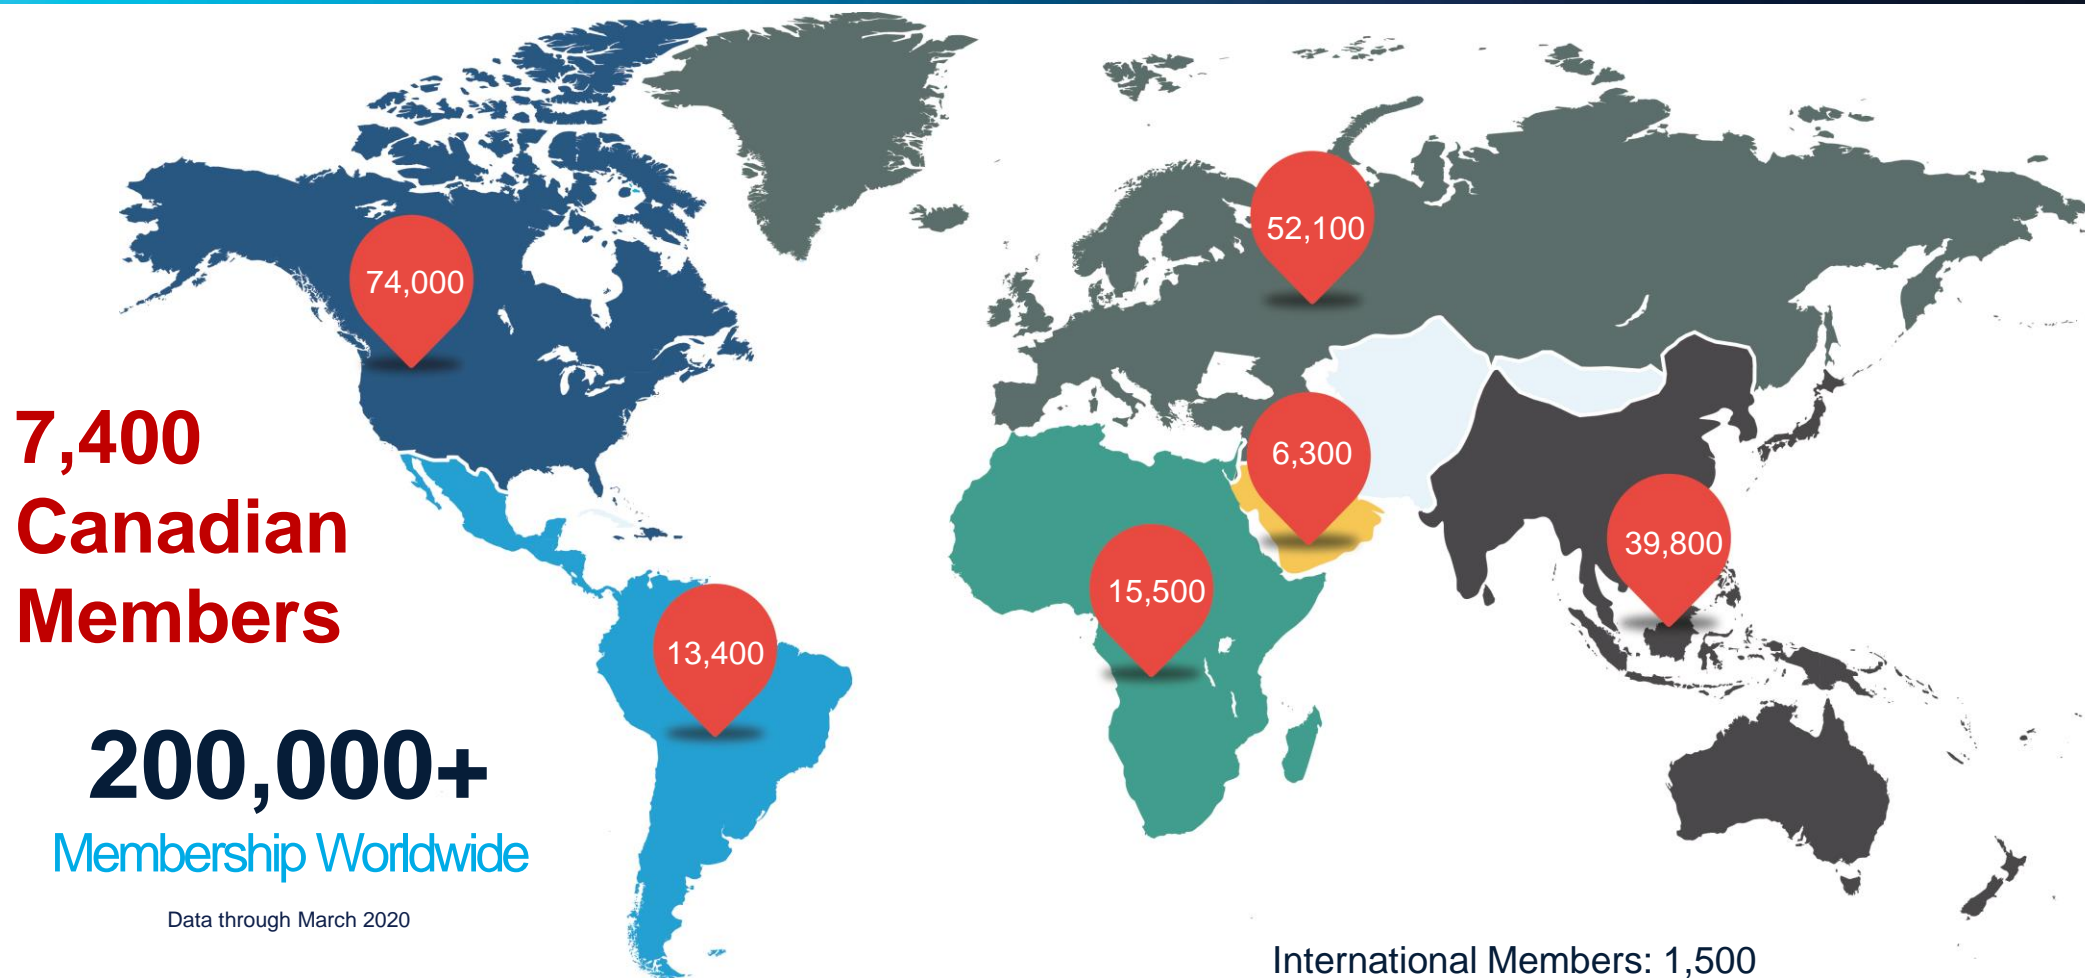 52,100
74,000
7,400
Canadian
Members
6,300
39,800
15,500
13,400
200,000+
Membership Worldwide
Data through March 2020
International Members: 1,500